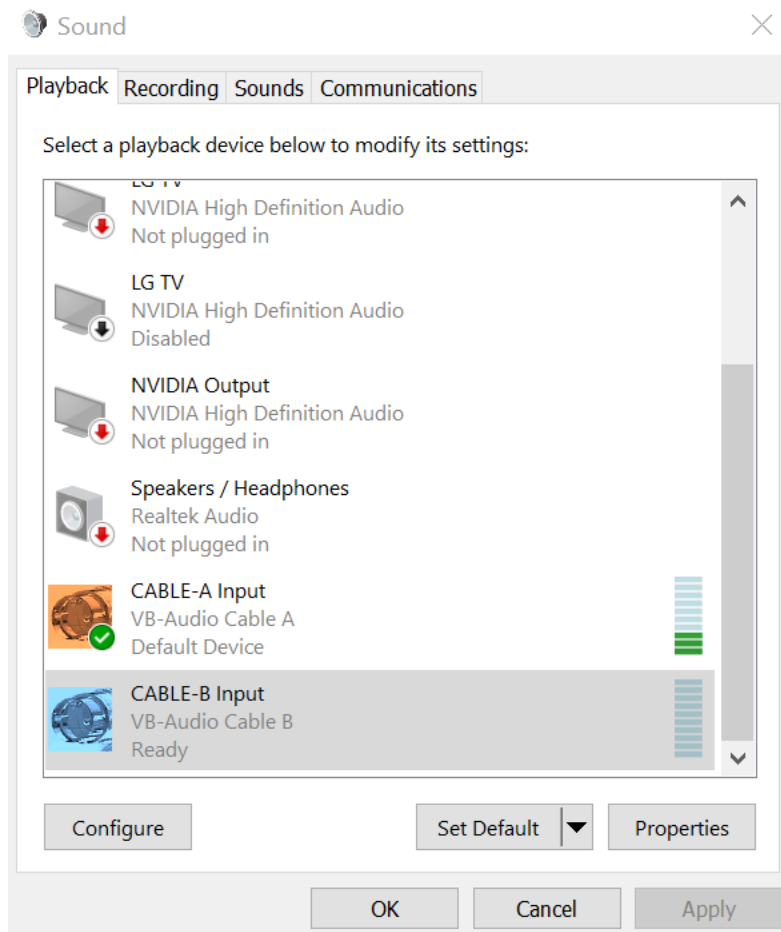 Sound
Playback Recording Sounds Communications
Select a playback device below to modify its settings:
LG TV
NVIDIA High Definition Audio
Not plugged in
LG TV
NVIDIA High Definition Audio
Disabled
NVIDIA Output
NVIDIA High Definition Audio
Not plugged in
Speakers / Headphones
Realtek Audio
Not plugged in
CABLE-A Input
VB-Audio Cable A
Default Device
CABLE-B Input
VB-Audio Cable B
Ready
Configure Set Default Properties
OK Cancel Apply